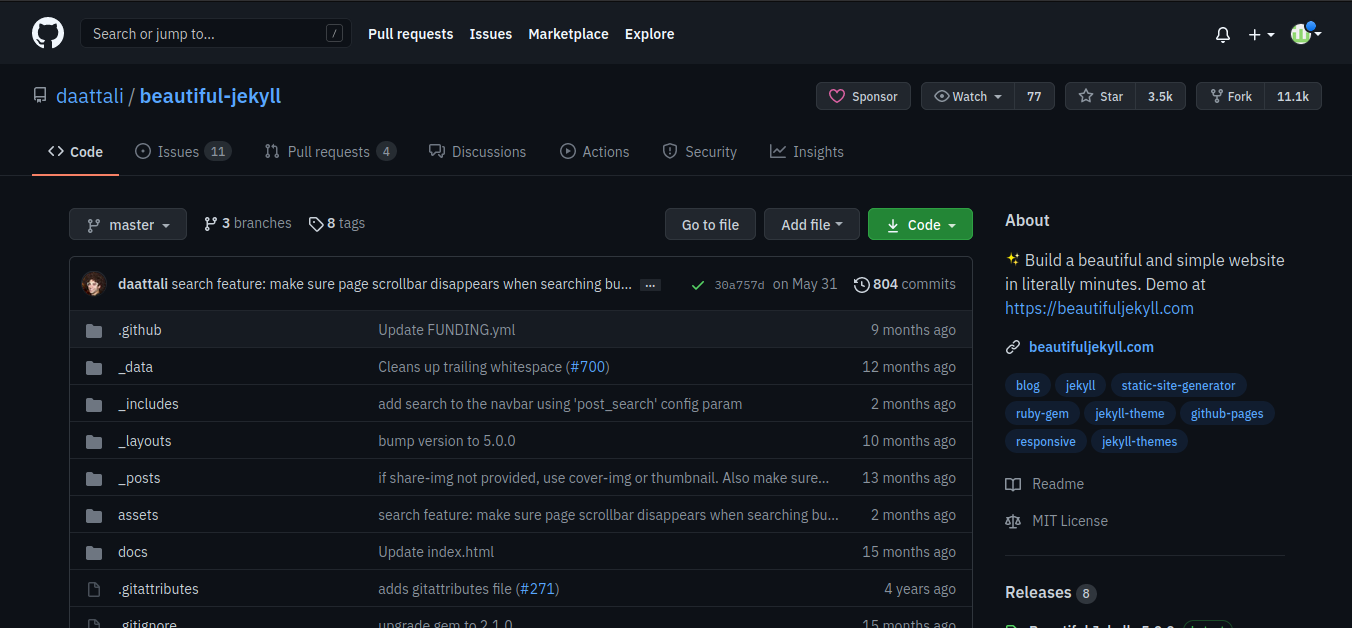 Search or jump to... / Pull requests Issues Marketplace Explore
daattali / beautiful-jekyll Sponsor Watch 77 Star 3.5k Fork 11.1k
Code Issues 11 Pull requests 4 Discussions Actions Security Insights
master 3 branches 8 tags Go to file Add file Code
daattali search feature: make sure page scrollbar disappears when searching bu... ... 30a757d on May 31 804 commits
.github Update FUNDING.yml 9 months ago
_data Cleans up trailing whitespace (#700) 12 months ago
_includes add search to the navbar using 'post_search' config param 2 months ago
_layouts bump version to 5.0.0 10 months ago
_posts if share-img not provided, use cover-img or thumbnail. Also make sure... 13 months ago
assets search feature: make sure page scrollbar disappears when searching bu... 2 months ago
docs Update index.html 15 months ago
.gitattributes adds gitattributes file (#271) 4 years ago
.gitignore upgrade gem to 2.1.0 15 months ago
About
✨ Build a beautiful and simple website
in literally minutes. Demo at
https://beautifuljekyll.com
beautifuljekyll.com
blog jekyll static-site-generator
ruby-gem jekyll-theme github-pages
responsive jekyll-themes
Readme
MIT License
Releases 8
Beautiful Jekyll 5.0.0 Latest